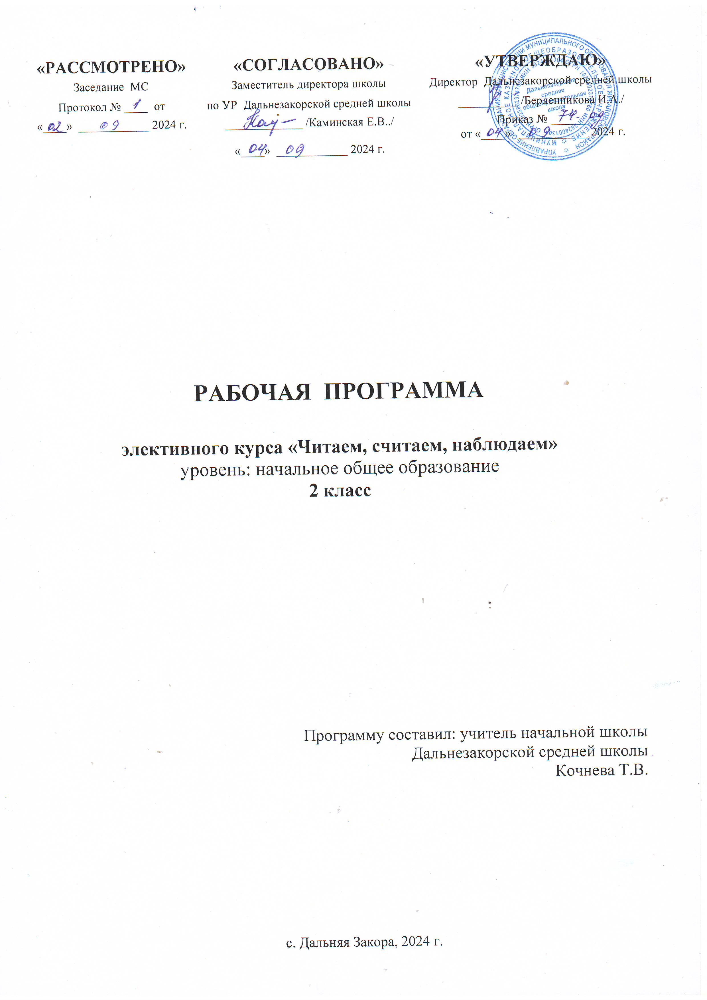 «РАССМОТРЕНО»
Заседание МС
Протокол № 1 от
«02» 09 2024 г.
«СОГЛАСОВАНО»
Заместитель директора школы
по УР Дальнезакорской средней школы
/Каминская Е.В../
«04» 09 2024 г.
«УТВЕРЖДАЮ»
Директор Дальнезакорской средней школы
/Берденникова И.А./
Приказ № 74-од
от «04» 09 2024 г.
Дальнезакорская
средняя
общеобразовательная
школа
РАБОЧАЯ ПРОГРАММА
элективного курса «Читаем, считаем, наблюдаем»
уровень: начальное общее образование
2 класс
Программу составил: учитель начальной школы
Дальнезакорской средней школы
Кочнева Т.В.
с. Дальняя Закора, 2024 г.